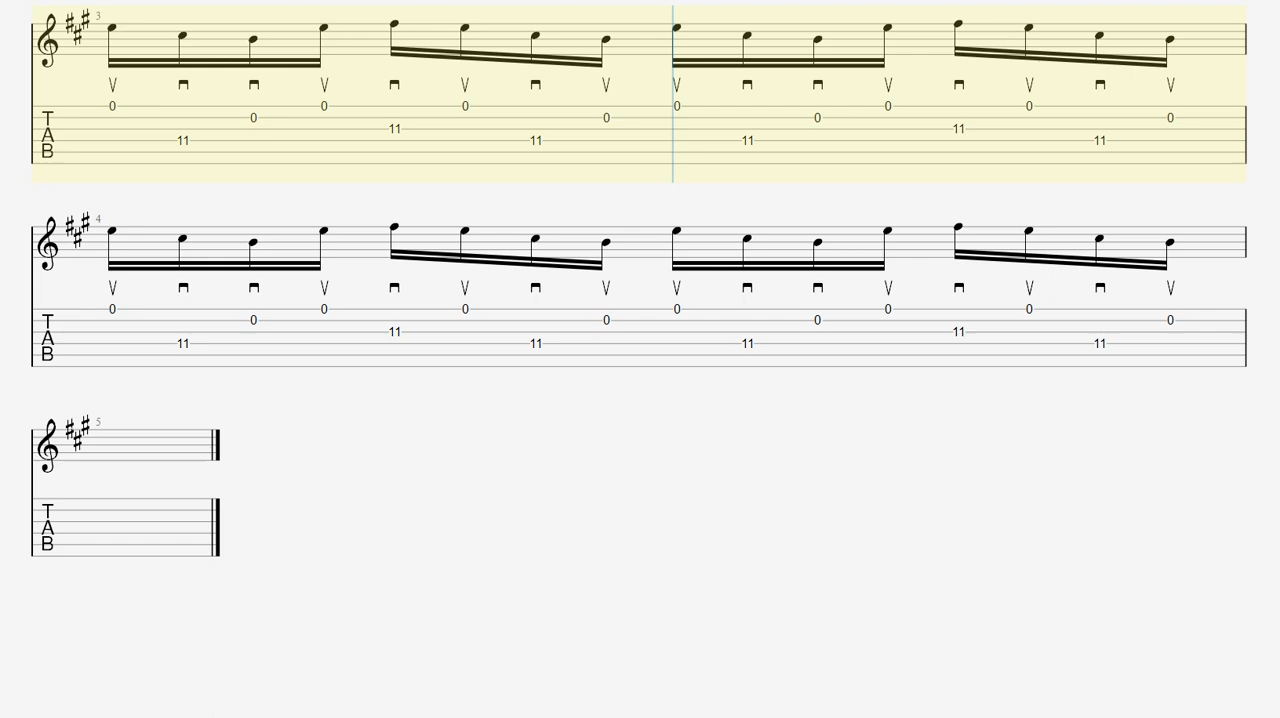 3
0 0 0 0 0 0
T 0 0 0 0
11 11
A 11 11 11 11
B
4
0 0 0 0 0 0
T 0 0 0 0
11 11
A 11 11 11 11
B
5
T
A
B